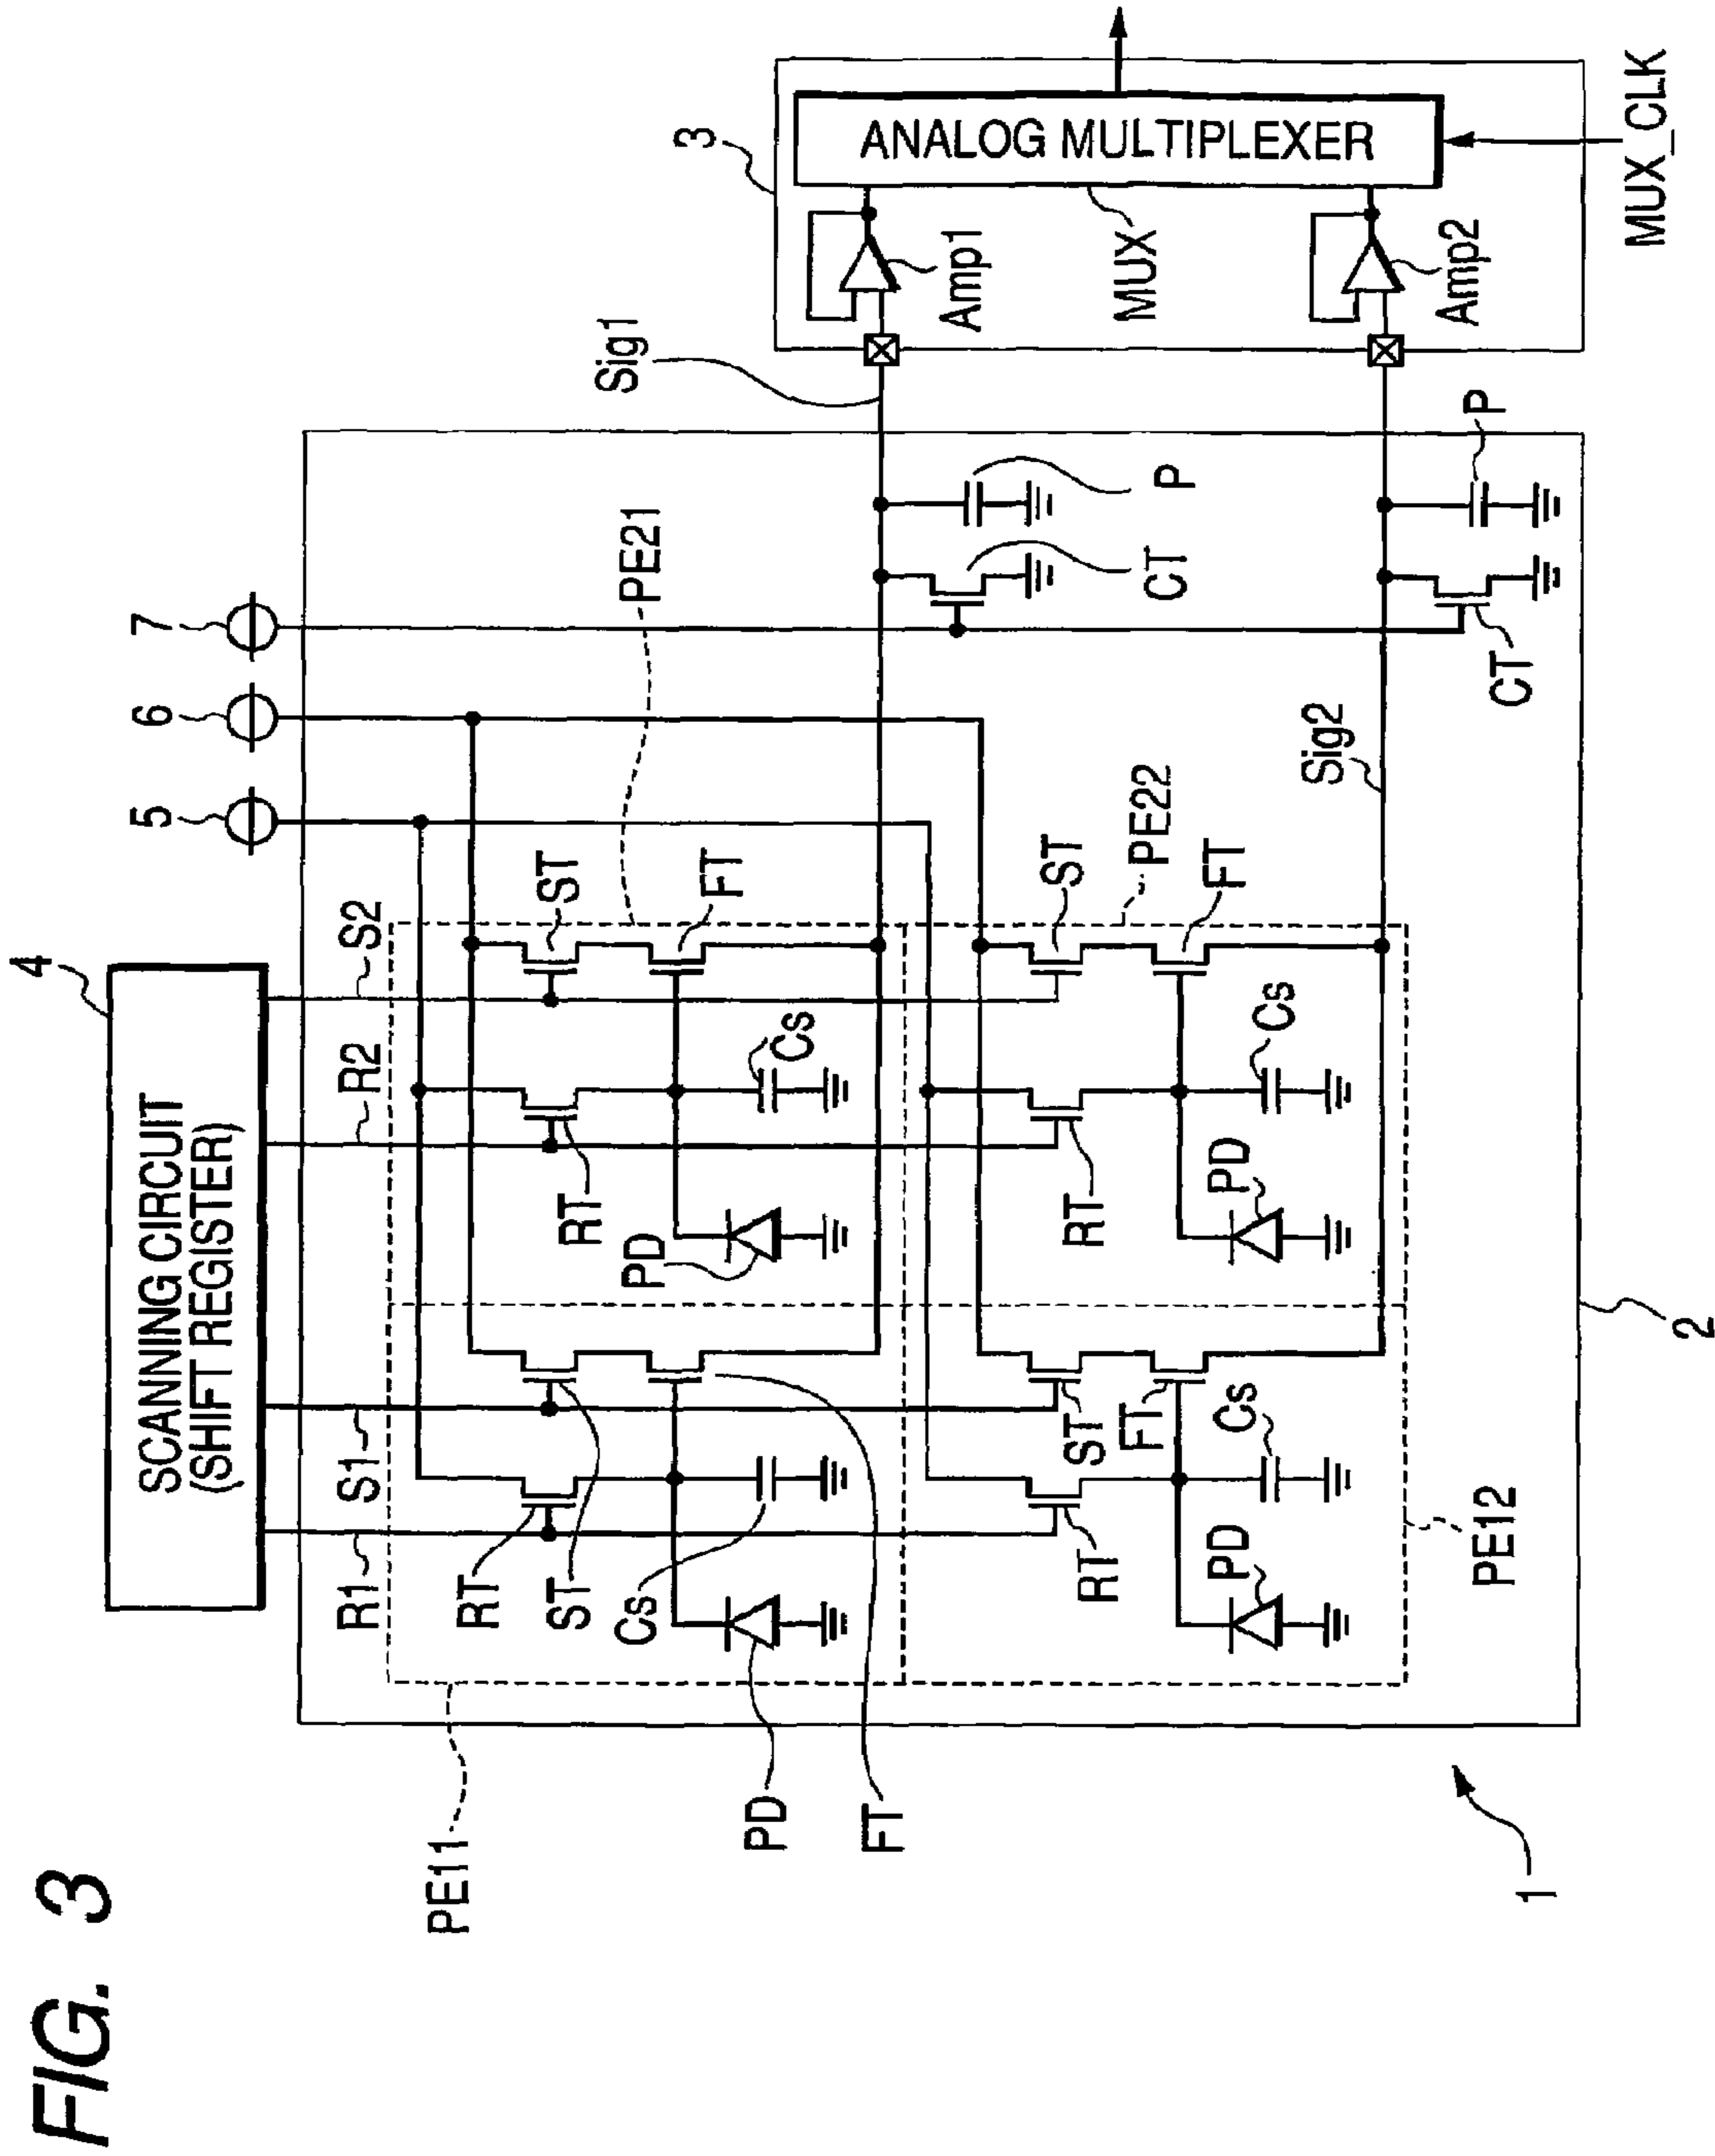 FIG. 3
SCANNING CIRCUIT
(SHIFT REGISTER)
4
5
6
7
R1
S1
R2
S2
PE11
PE21
RT
ST
Cs
PD
FT
RT
PD
Cs
ST
FT
Sig1
CT
P
3
Amp1
MUX
ANALOG MULTIPLEXER
Amp2
MUX_CLK
RT
PD
ST
FT
Cs
PE12
RT
PD
Cs
ST
FT
PE22
Sig2
CT
P
2
1